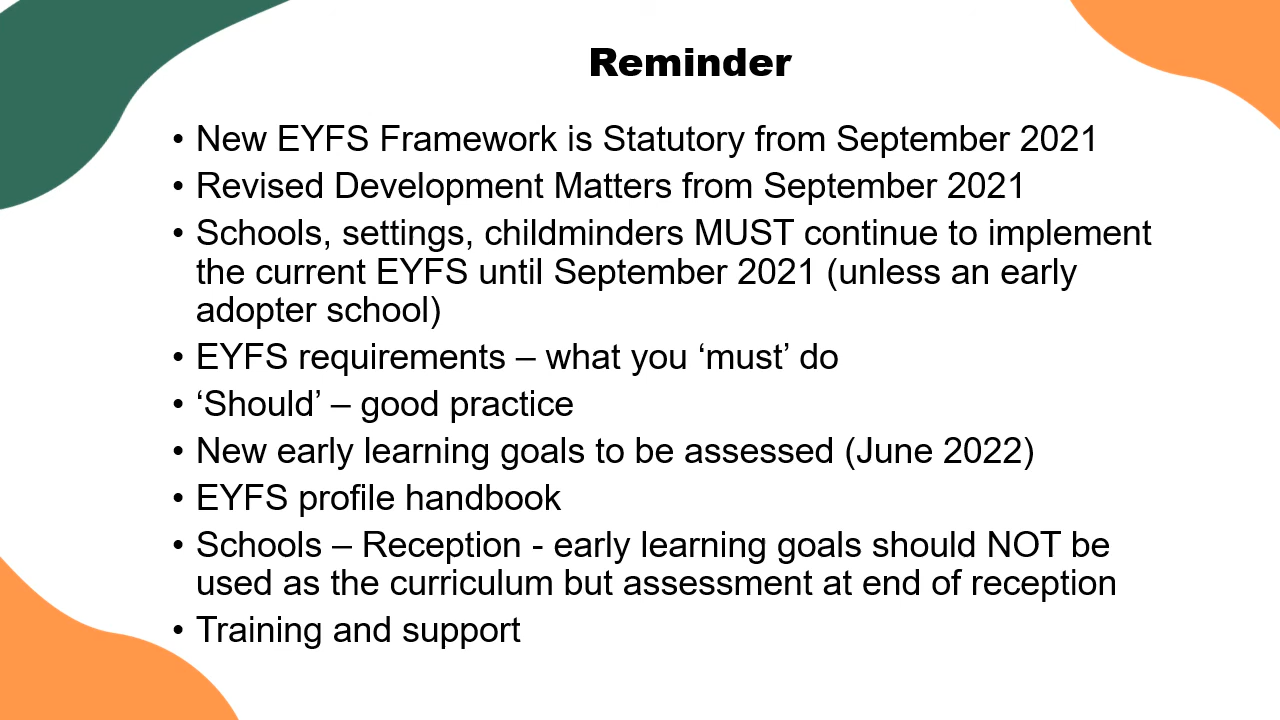 Reminder
• New EYFS Framework is Statutory from September 2021
• Revised Development Matters from September 2021
• Schools, settings, childminders MUST continue to implement
the current EYFS until September 2021 (unless an early
adopter school)
• EYFS requirements – what you ‘must’ do
• ‘Should’ – good practice
• New early learning goals to be assessed (June 2022)
• EYFS profile handbook
• Schools – Reception - early learning goals should NOT be
used as the curriculum but assessment at end of reception
• Training and support